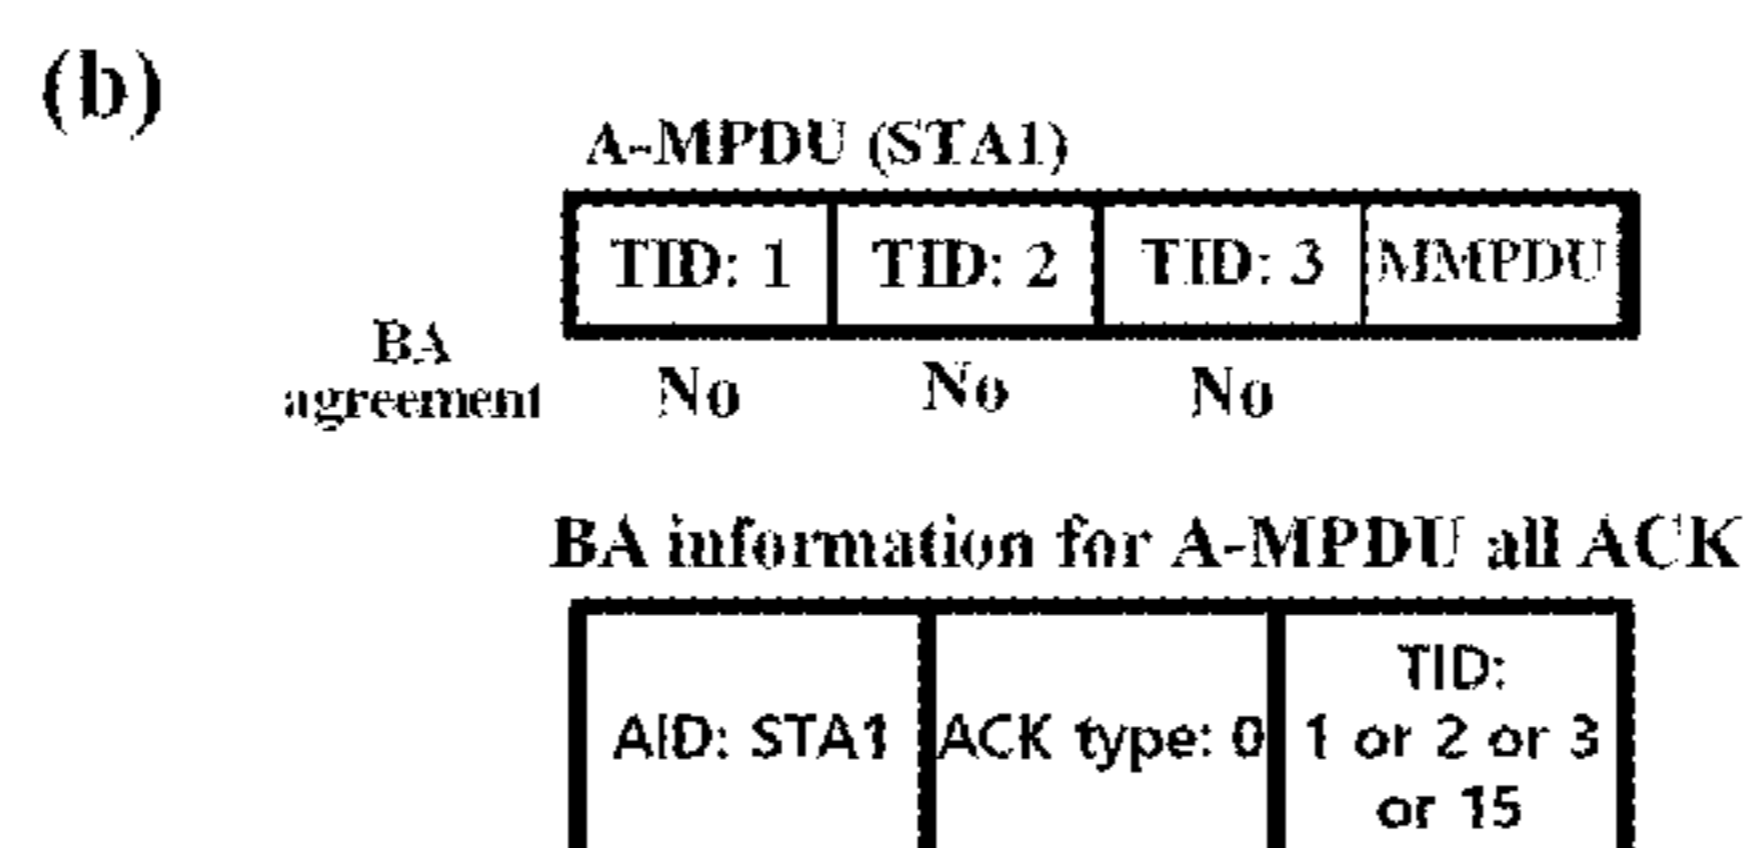 (b)
A-MPDU (STA1)
TID: 1 TID: 2 TID: 3 MMPDU
BA
agreement No No No
BA information for A-MPDU all ACK
AID: STA1 ACK type: 0 TID:
1 or 2 or 3
or 15